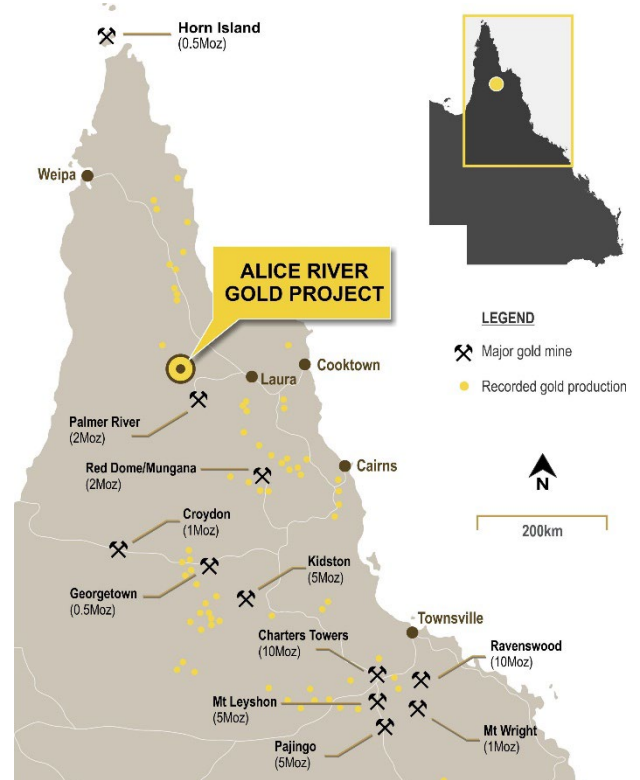 Horn Island
(0.5Moz)
Weipa
ALICE RIVER
GOLD PROJECT
LEGEND
Major gold mine
Recorded gold production
Cooktown
Laura
Palmer River
(2Moz)
Red Dome/Mungana
(2Moz)
Cairns
N
200km
Croydon
(1Moz)
Georgetown
(0.5Moz)
Kidston
(5Moz)
Townsville
Charters Towers
(10Moz)
Ravenswood
(10Moz)
Mt Leyshon
(5Moz)
Mt Wright
(1Moz)
Pajingo
(5Moz)